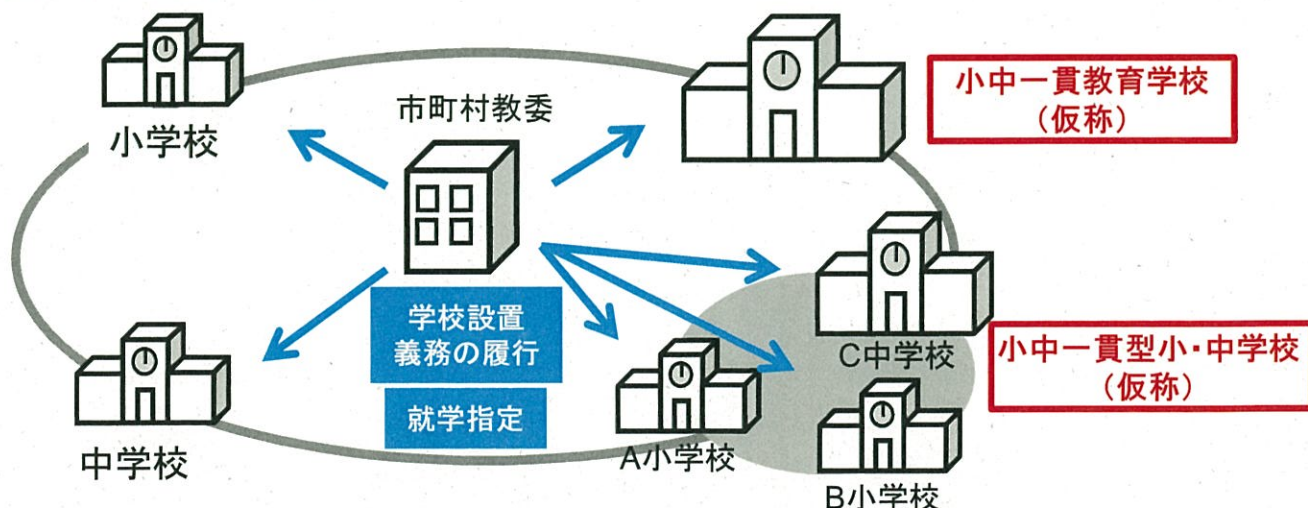 小学校
市町村教委
小中一貫教育学校
（仮称）
学校設置
義務の履行
就学指定
中学校
A小学校
C中学校
B小学校
小中一貫型小・中学校
（仮称）